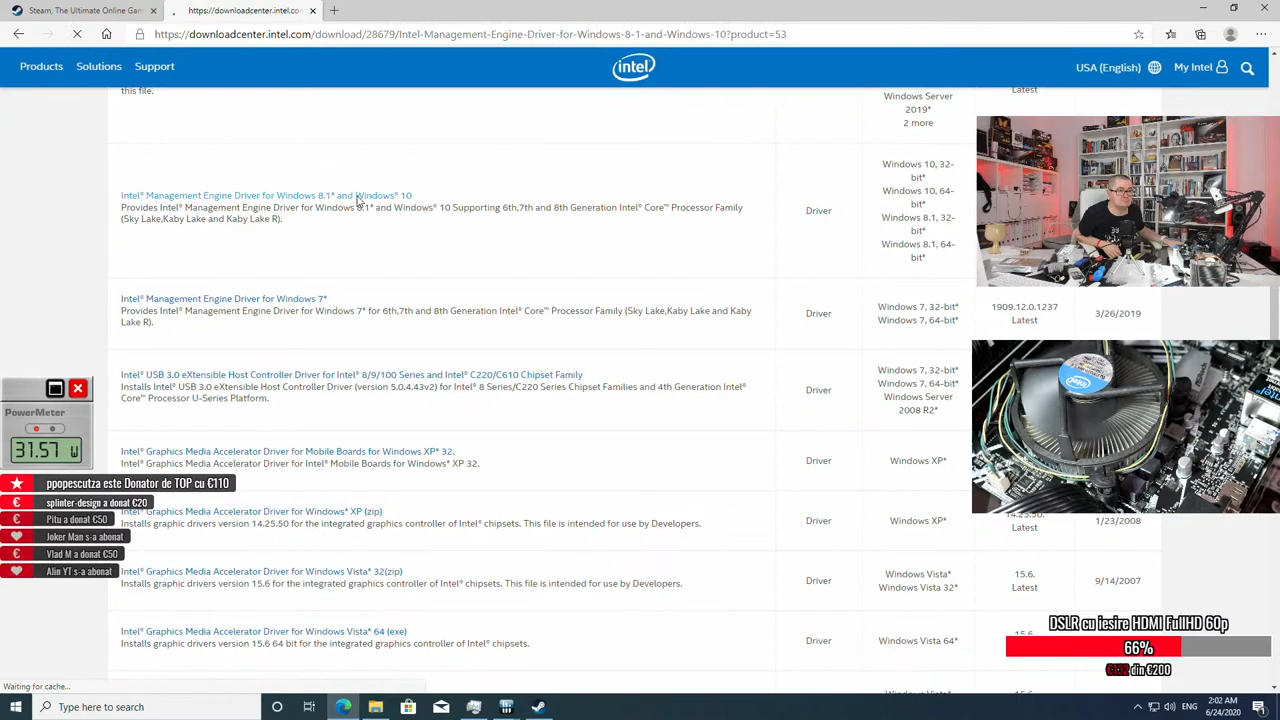 Steam, The Ultimate Online Gam
https://downloadcenter.intel.com
https://downloadcenter.intel.com/download/28679/Intel-Management-Engine-Driver-for-Windows-8-1-and-Windows-10?product=53
Products
Solutions
Support
intel
USA (English)
My Intel
this file.
Windows Server
2019*
2 more
Latest
Intel® Management Engine Driver for Windows 8.1* and Windows® 10
Provides Intel® Management Engine Driver for Windows 8.1* and Windows® 10 Supporting 6th,7th and 8th Generation Intel® Core™ Processor Family
(Sky Lake,Kaby Lake and Kaby Lake R).
Driver
Windows 10, 32-
bit*
Windows 10, 64-
bit*
Windows 8.1, 32-
bit*
Windows 8.1, 64-
bit*
Intel® Management Engine Driver for Windows 7*
Provides Intel® Management Engine Driver for Windows 7* for 6th,7th and 8th Generation Intel® Core™ Processor Family (Sky Lake,Kaby Lake and Kaby
Lake R).
Driver
Windows 7, 32-bit*
Windows 7, 64-bit*
1909.12.0.1237
Latest
3/26/2019
Intel® USB 3.0 eXtensible Host Controller Driver for Intel® 8/9/100 Series and Intel® C220/C610 Chipset Family
Installs Intel® USB 3.0 eXtensible Host Controller Driver (version 5.0.4.43v2) for Intel® 8 Series/C220 Series Chipset Families and 4th Generation Intel®
Core™ Processor U-Series Platform.
Driver
Windows 7, 32-bit*
Windows 7, 64-bit*
Windows Server
2008 R2*
Intel® Graphics Media Accelerator Driver for Mobile Boards for Windows XP* 32.
Intel® Graphics Media Accelerator Driver for Intel® Mobile Boards for Windows* XP 32.
Driver
Windows XP*
Intel® Graphics Media Accelerator Driver for Windows* XP (zip)
Installs graphic drivers version 14.25.50 for the integrated graphics controller of Intel® chipsets. This file is intended for use by Developers.
Driver
Windows XP*
14.25.50.
Latest
1/23/2008
Intel® Graphics Media Accelerator Driver for Windows Vista* 32(zip)
Installs graphic drivers version 15.6 for the integrated graphics controller of Intel® chipsets. This file is intended for use by Developers.
Driver
Windows Vista*
Windows Vista 32*
15.6.
Latest
9/14/2007
Intel® Graphics Media Accelerator Driver for Windows Vista* 64 (exe)
Installs graphic drivers version 15.6 64 bit for the integrated graphics controller of Intel® chipsets.
Driver
Windows Vista 64*
15.6
Windows Vista*
PowerMeter
31.57 W
ppopescutza este Donator de TOP cu €110
splinter-design a donat €20
Pitu a donat €50
Joker Man s-a abonat
Vlad M a donat €50
Alin YT s-a abonat
intel
DSLR cu iesire HDMI FullHD 60p
66%
€132 din €200
Waiting for cache...
Type here to search
ENG
2:02 AM
6/24/2020
1